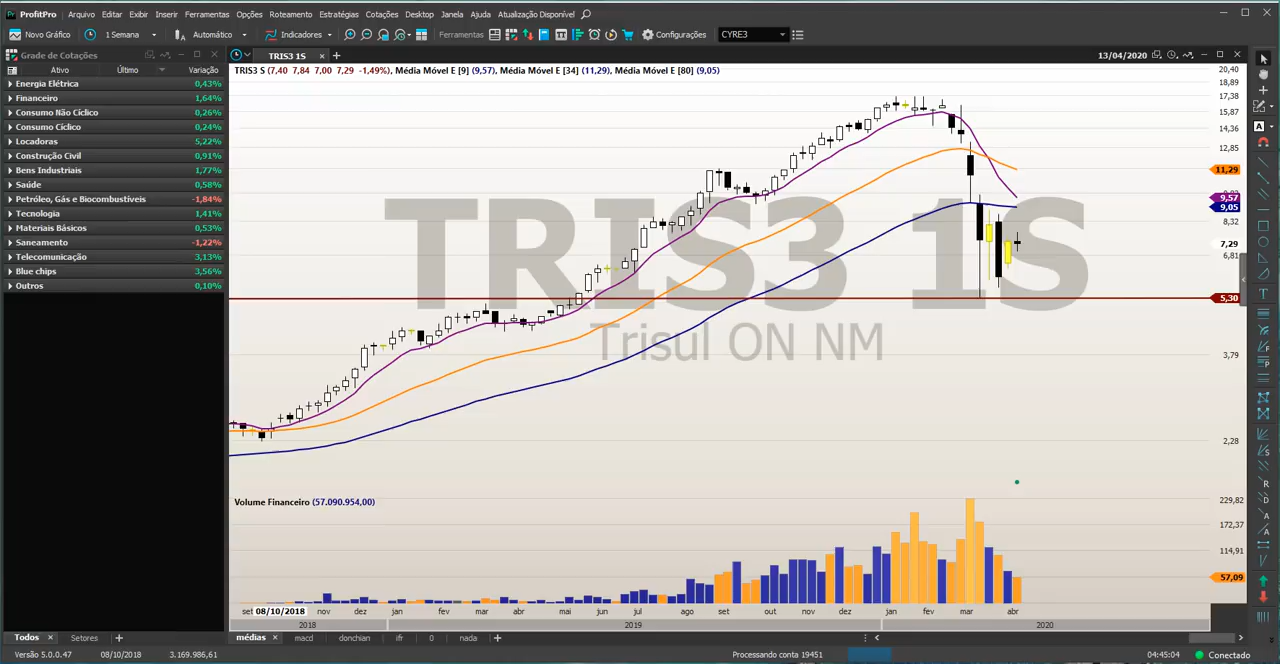 ProfitPro Arquivo Editar Exibir Inserir Ferramentas Opções Roteamento Estratégias Cotações Desktop Janela Ajuda Atualização Disponível
Novo Gráfico 1 Semana Automático Indicadores Ferramentas Configurações CYRE3
Grade de Cotações
Ativo Último Variação
Energia Elétrica 0,43%
Financeiro 1,64%
Consumo Não Cíclico 0,26%
Consumo Cíclico 0,24%
Locadoras 5,22%
Construção Civil 0,91%
Bens Industriais 1,77%
Saúde 0,58%
Petróleo, Gás e Biocombustíveis -1,84%
Tecnologia 1,41%
Materiais Básicos 0,53%
Saneamento -1,22%
Telecomunicação 3,13%
Blue chips 3,56%
Outros 0,10%
TRIS3 1S 13/04/2020
TRIS3 S (7,40 7,84 7,00 7,29 -1,49%), Média Móvel E [9] (9,57), Média Móvel E [34] (11,29), Média Móvel E [80] (9,05)
TRIS3 1S
Trisul ON NM
20,40
18,89
17,38
15,87
14,36
12,85
11,29
9,57
9,05
8,32
7,29
6,81
5,30
3,79
2,28
Volume Financeiro (57.090.954,00)
229,82
172,37
114,91
57,09
set 08/10/2018 nov dez jan fev mar abr mai jun jul ago set out nov dez jan fev mar abr
2018 2019 2020
Todos Setores médias macd donchian ifr 0 nada
Versão 5.0.0.47 08/10/2018 3.169.986,61 Processando conta 19451 04:45:04 Conectado